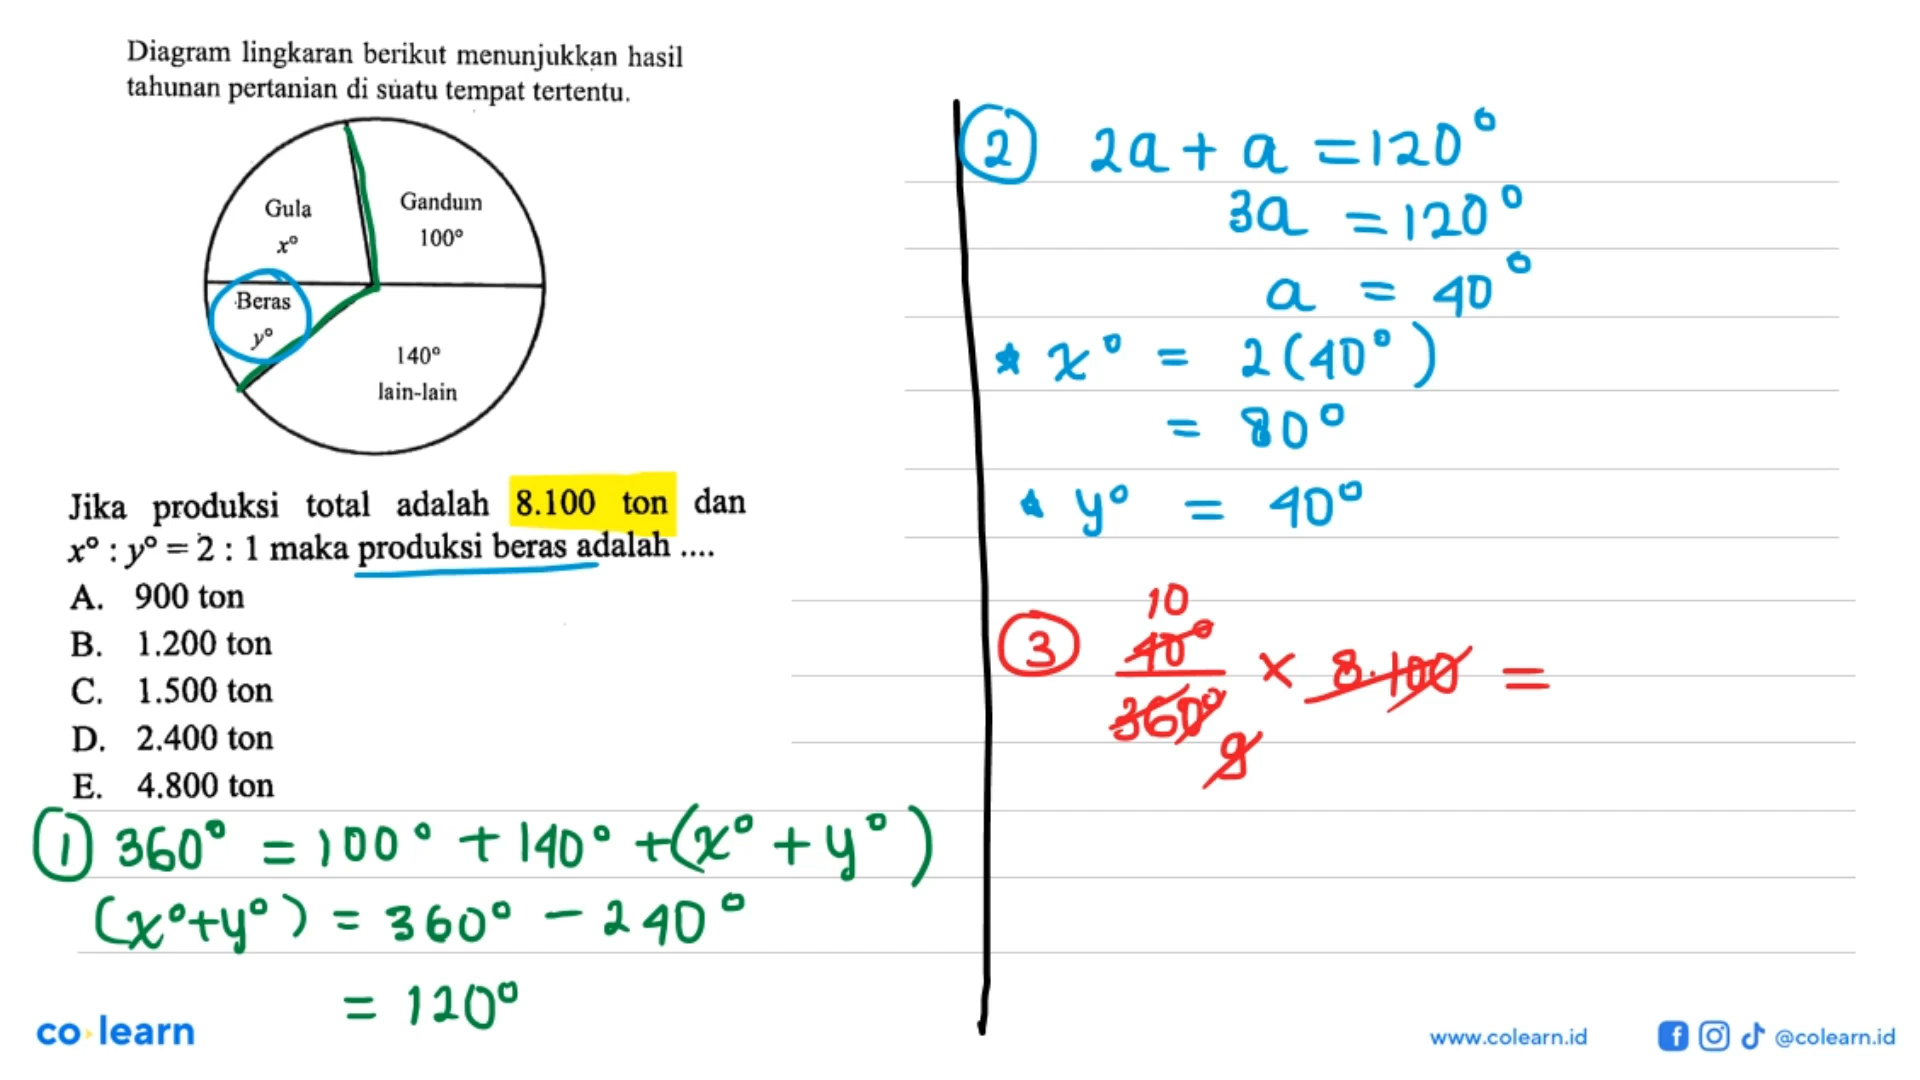 Diagram lingkaran berikut menunjukkan hasil
tahunan pertanian di suatu tempat tertentu.
Gula
x°
Gandum
100°
Beras
y°
140°
lain-lain
Jika produksi total adalah 8.100 ton dan
x° : y° = 2 : 1 maka produksi beras adalah ....
A. 900 ton
B. 1.200 ton
C. 1.500 ton
D. 2.400 ton
E. 4.800 ton
1 360° = 100° + 140° + (x° + y°)
(x° + y°) = 360° - 240°
= 120°
2 2a + a = 120°
3a = 120°
a = 40°
* x° = 2 (40°)
= 80°
* y° = 40°
10
3 40° / 360° × 8.100 =
9
co learn
www.colearn.id
@colearn.id